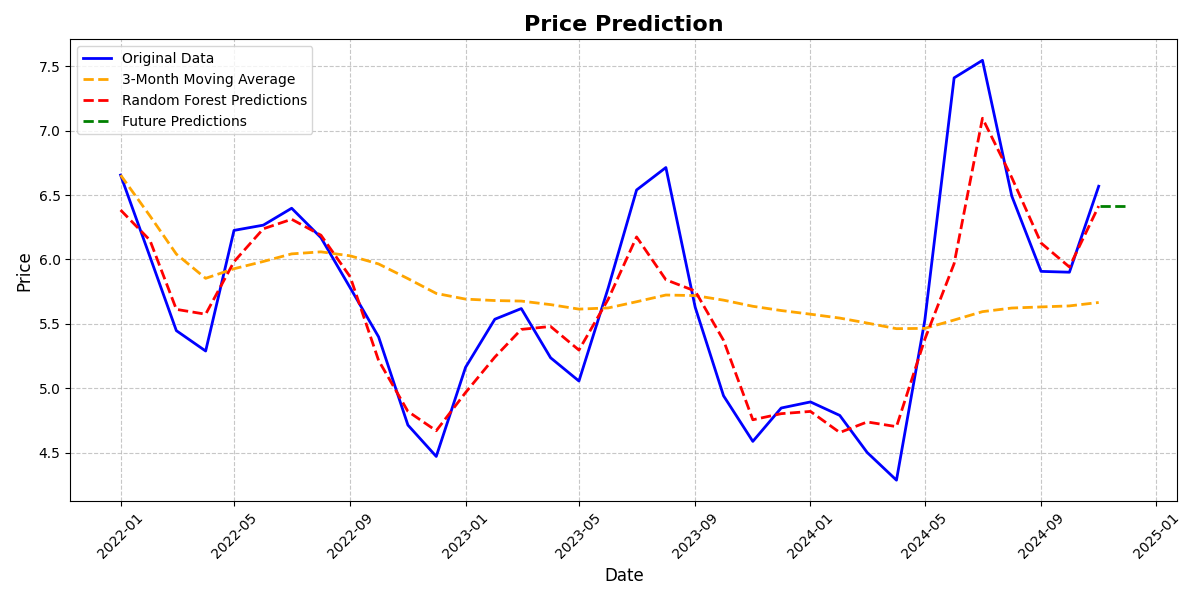 Price Prediction
Original Data
3-Month Moving Average
Random Forest Predictions
Future Predictions
Price
7.5
7.0
6.5
6.0
5.5
5.0
4.5
2022-01
2022-05
2022-09
2023-01
2023-05
2023-09
2024-01
2024-05
2024-09
2025-01
Date